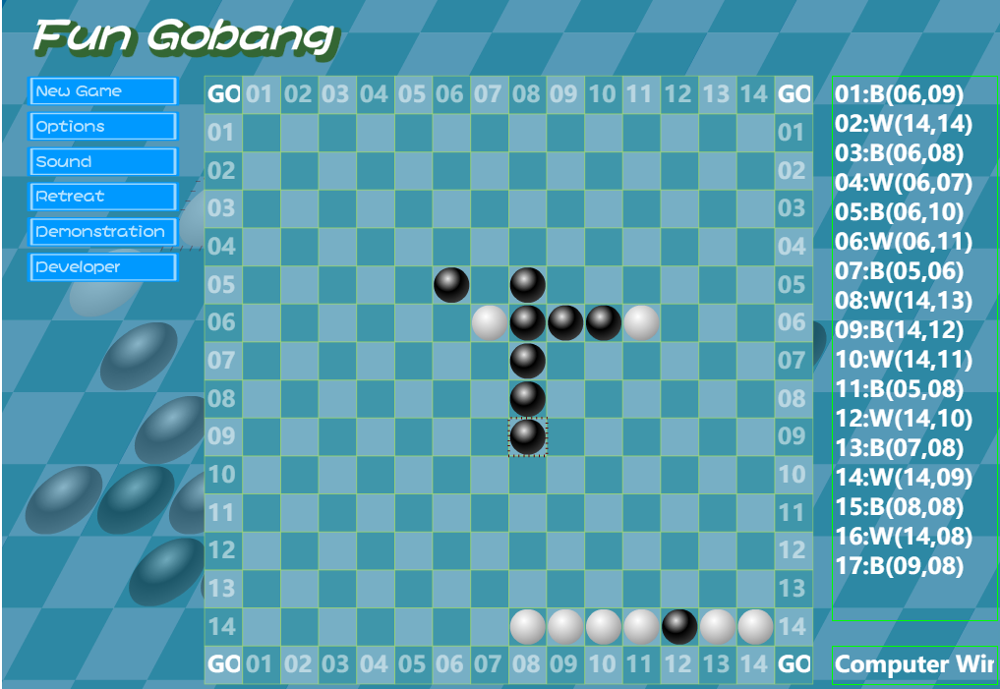 Fun Gobang
New Game
Options
Sound
Retreat
Demonstration
Developer
GO 01 02 03 04 05 06 07 08 09 10 11 12 13 14 GO
01 01
02 02
03 03
04 04
05 05
06 06
07 07
08 08
09 09
10 10
11 11
12 12
13 13
14 14
GO 01 02 03 04 05 06 07 08 09 10 11 12 13 14 GO
01:B(06,09)
02:W(14,14)
03:B(06,08)
04:W(06,07)
05:B(06,10)
06:W(06,11)
07:B(05,06)
08:W(14,13)
09:B(14,12)
10:W(14,11)
11:B(05,08)
12:W(14,10)
13:B(07,08)
14:W(14,09)
15:B(08,08)
16:W(14,08)
17:B(09,08)
Computer Win